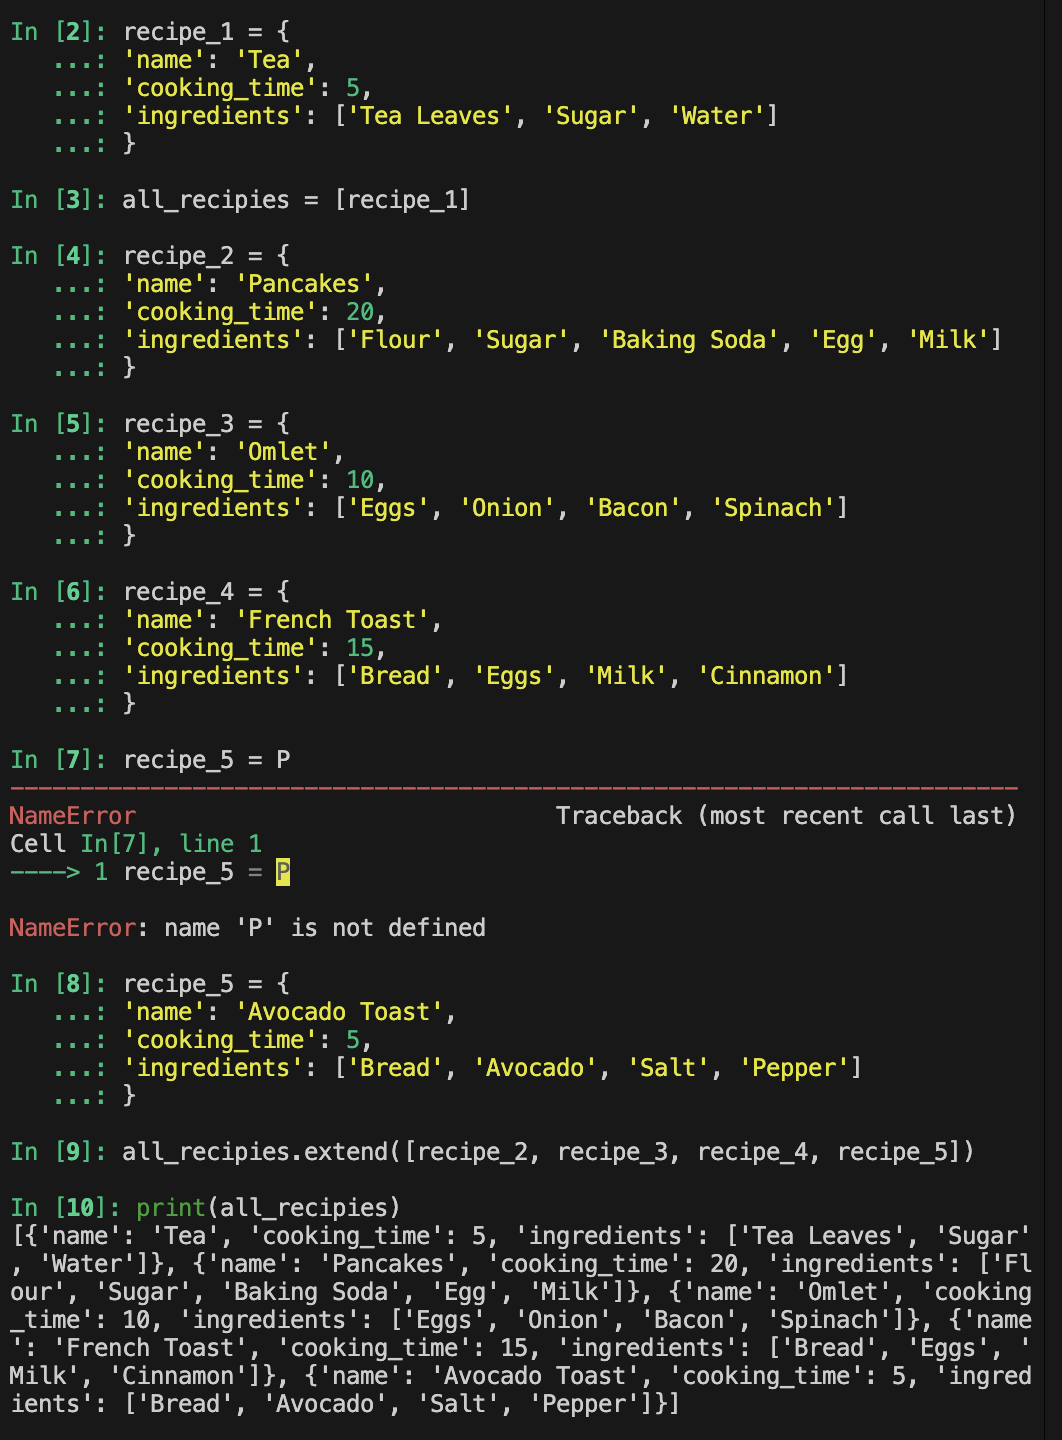 In [2]: recipe_1 = {
   ...: 'name': 'Tea',
   ...: 'cooking_time': 5,
   ...: 'ingredients': ['Tea Leaves', 'Sugar', 'Water']
   ...: }
In [3]: all_recipies = [recipe_1]
In [4]: recipe_2 = {
   ...: 'name': 'Pancakes',
   ...: 'cooking_time': 20,
   ...: 'ingredients': ['Flour', 'Sugar', 'Baking Soda', 'Egg', 'Milk']
   ...: }
In [5]: recipe_3 = {
   ...: 'name': 'Omlet',
   ...: 'cooking_time': 10,
   ...: 'ingredients': ['Eggs', 'Onion', 'Bacon', 'Spinach']
   ...: }
In [6]: recipe_4 = {
   ...: 'name': 'French Toast',
   ...: 'cooking_time': 15,
   ...: 'ingredients': ['Bread', 'Eggs', 'Milk', 'Cinnamon']
   ...: }
In [7]: recipe_5 = P
------------------------------------------------------------------------
NameError                              Traceback (most recent call last)
Cell In[7], line 1
----> 1 recipe_5 = P
NameError: name 'P' is not defined
In [8]: recipe_5 = {
   ...: 'name': 'Avocado Toast',
   ...: 'cooking_time': 5,
   ...: 'ingredients': ['Bread', 'Avocado', 'Salt', 'Pepper']
   ...: }
In [9]: all_recipies.extend([recipe_2, recipe_3, recipe_4, recipe_5])
In [10]: print(all_recipies)
[{'name': 'Tea', 'cooking_time': 5, 'ingredients': ['Tea Leaves', 'Sugar'
, 'Water']}, {'name': 'Pancakes', 'cooking_time': 20, 'ingredients': ['Fl
our', 'Sugar', 'Baking Soda', 'Egg', 'Milk']}, {'name': 'Omlet', 'cooking
_time': 10, 'ingredients': ['Eggs', 'Onion', 'Bacon', 'Spinach']}, {'name
': 'French Toast', 'cooking_time': 15, 'ingredients': ['Bread', 'Eggs', '
Milk', 'Cinnamon']}, {'name': 'Avocado Toast', 'cooking_time': 5, 'ingred
ients': ['Bread', 'Avocado', 'Salt', 'Pepper']}]